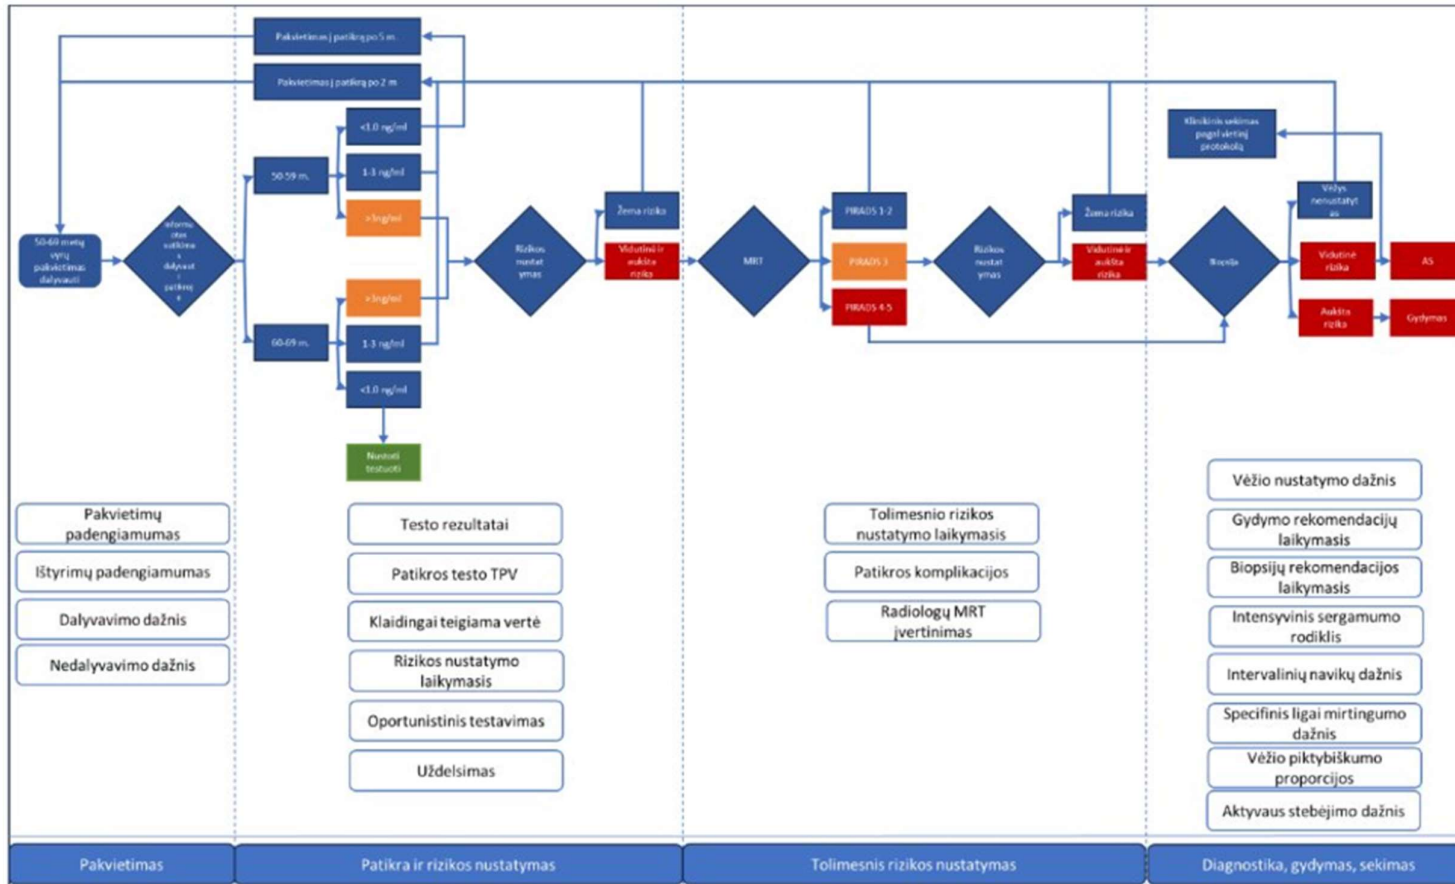 Pakvietimas į patikrą po 5 m.
Pakvietimas į patikrą po 2 m
<1.0 ng/ml
50-59 m.
1-3 ng/ml
>3ng/ml
50-69 metų
vyrų
pakvietimas
dalyvauti
Rizikos
nustat
ymas
Žema rizika
Vidutinė ir
aukšta
rizika
>3ng/ml
60-69 m.
1-3 ng/ml
<1.0 ng/ml
Nustoti
testuoti
MRT
PIRADS 1-2
PIRADS 3
PIRADS 4-5
Rizikos
nustat
ymas
Žema rizika
Vidutinė ir
aukšta
rizika
Klinikinis sekimas
pagal vietinį
protokolą
Biopsija
Vėžys
nenustatyt
as
Vidutinė
rizika
AS
Aukšta
rizika
Gydymas
Pakvietimų
padengiamumas
Ištyrimų padengiamumas
Dalyvavimo dažnis
Nedalyvavimo dažnis
Testo rezultatai
Patikros testo TPV
Klaidingai teigiama vertė
Rizikos nustatymo
laikymasis
Oportunistinis testavimas
Uždelsimas
Tolimesnio rizikos
nustatymo laikymasis
Patikros komplikacijos
Radiologų MRT
įvertinimas
Vėžio nustatymo dažnis
Gydymo rekomendacijų
laikymasis
Biopsijų rekomendacijos
laikymasis
Intensyvinis sergamumo
rodiklis
Intervalinių navikų dažnis
Specifinis ligai mirtingumo
dažnis
Vėžio piktybiškumo
proporcijos
Aktyvaus stebėjimo dažnis
Pakvietimas
Patikra ir rizikos nustatymas
Tolimesnis rizikos nustatymas
Diagnostika, gydymas, sekimas